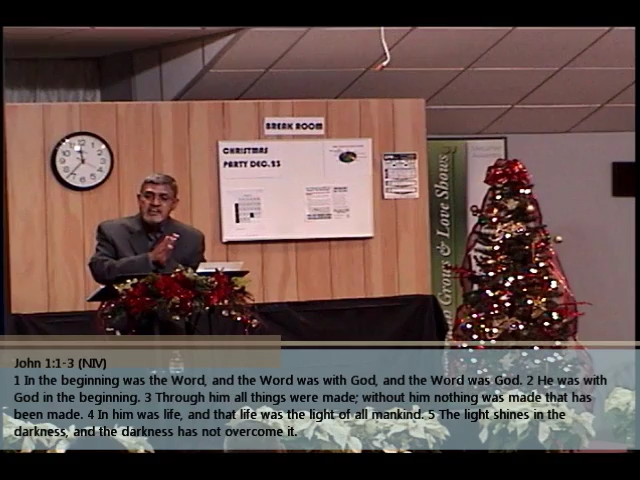 BREAK ROOM
CHRISTMAS
PARTY DEC. 25
Grows & Love Shows
John 1:1-3 (NIV)
1 In the beginning was the Word, and the Word was with God, and the Word was God. 2 He was with
God in the beginning. 3 Through him all things were made; without him nothing was made that has
been made. 4 In him was life, and that life was the light of all mankind. 5 The light shines in the
darkness, and the darkness has not overcome it.